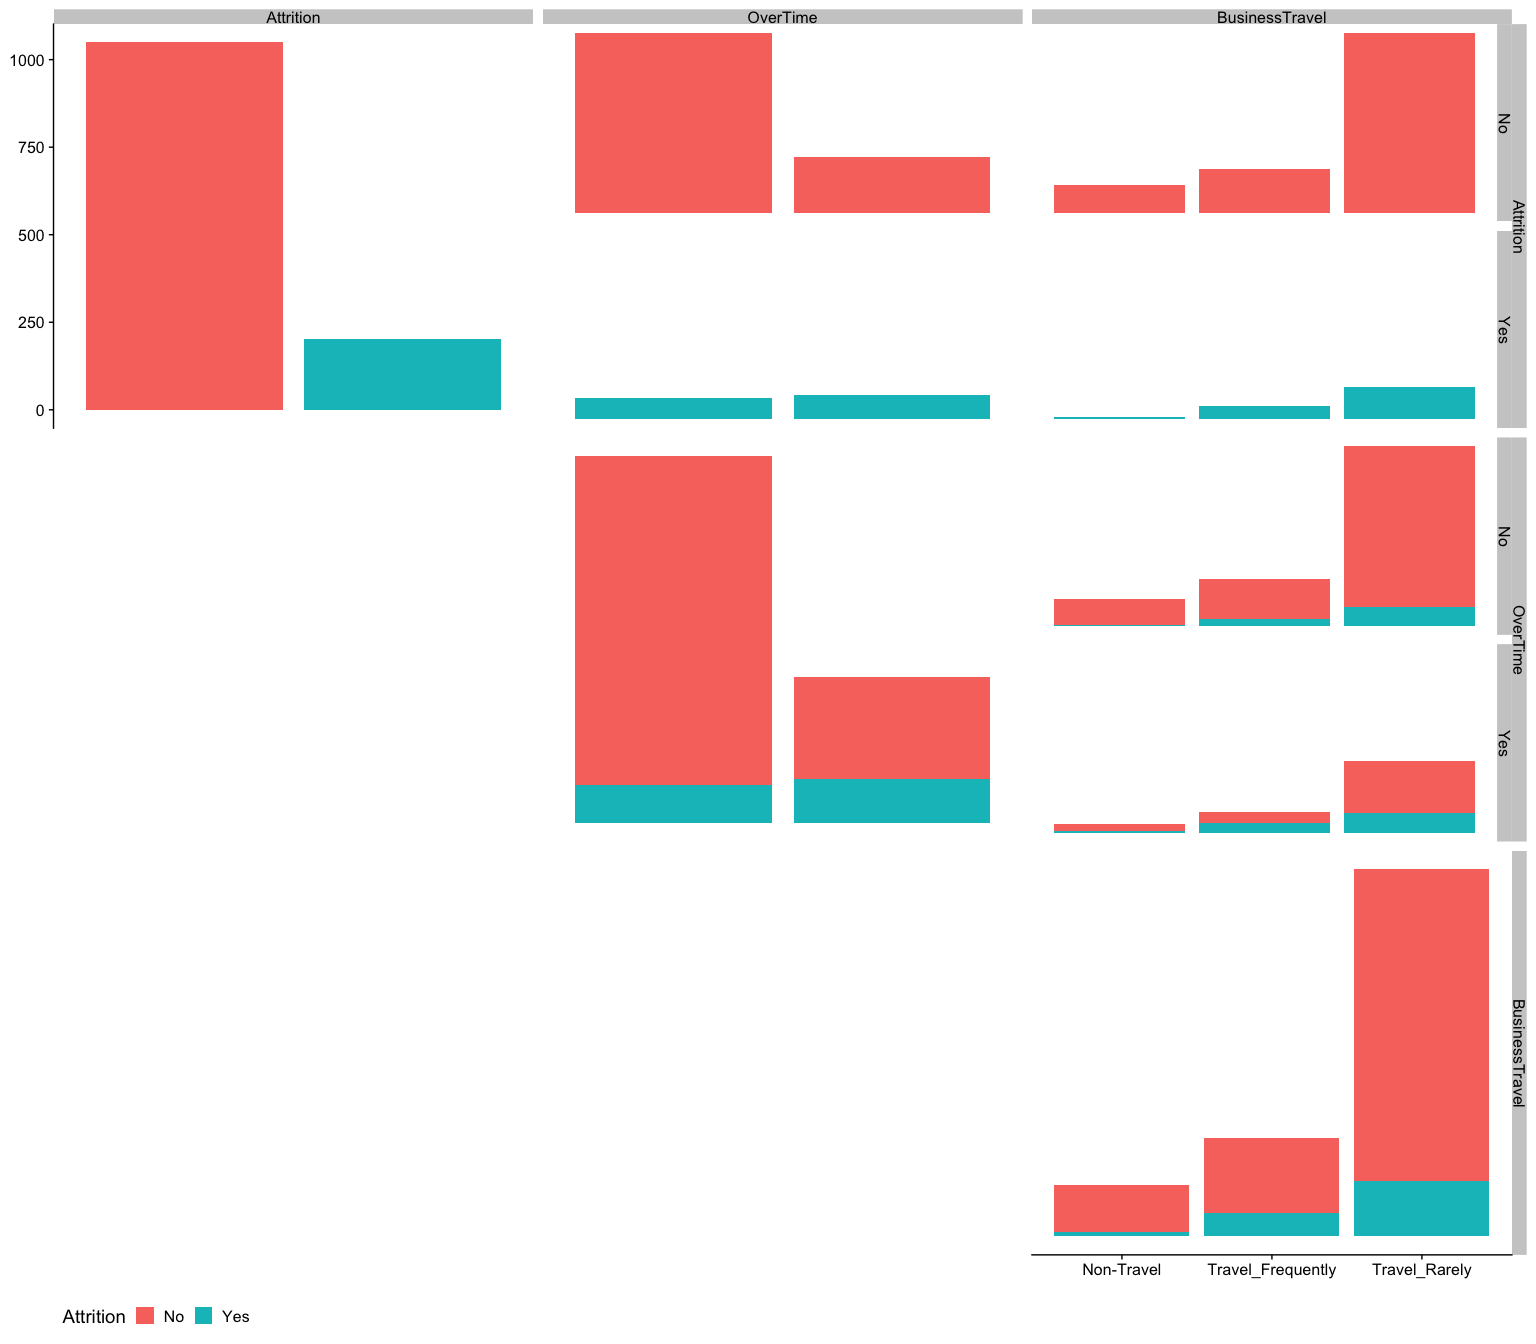 Attrition
OverTime
BusinessTravel
1000
750
500
250
0
No
Yes
Attrition
No
Yes
OverTime
BusinessTravel
Non-Travel
Travel_Frequently
Travel_Rarely
Attrition No Yes